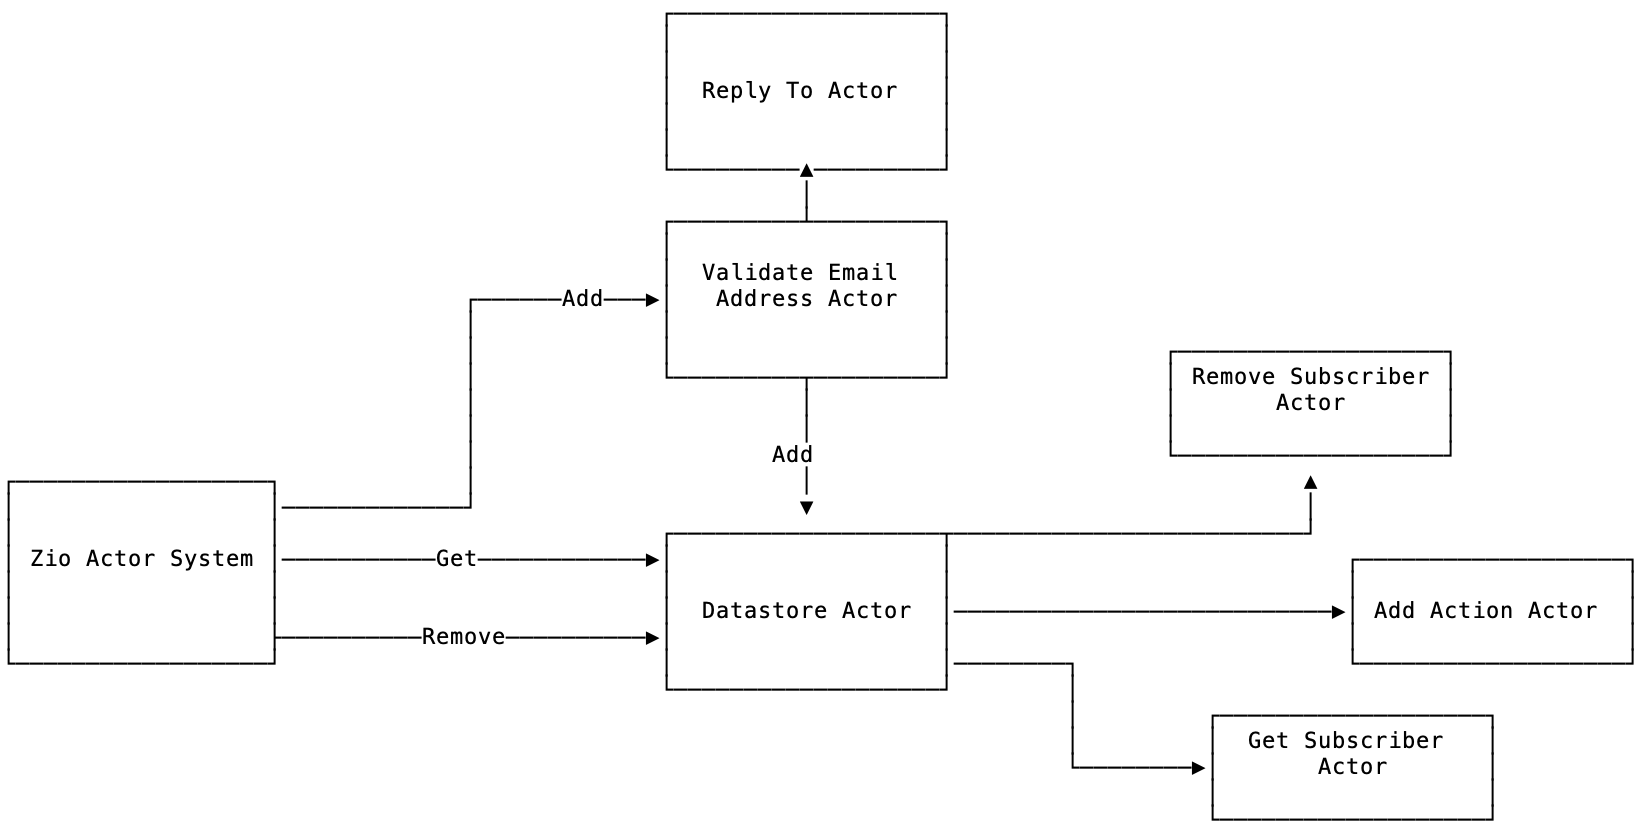 Reply To Actor
Validate Email
Address Actor
Add
Remove Subscriber
Actor
Add
Zio Actor System
Get
Remove
Datastore Actor
Add Action Actor
Get Subscriber
Actor